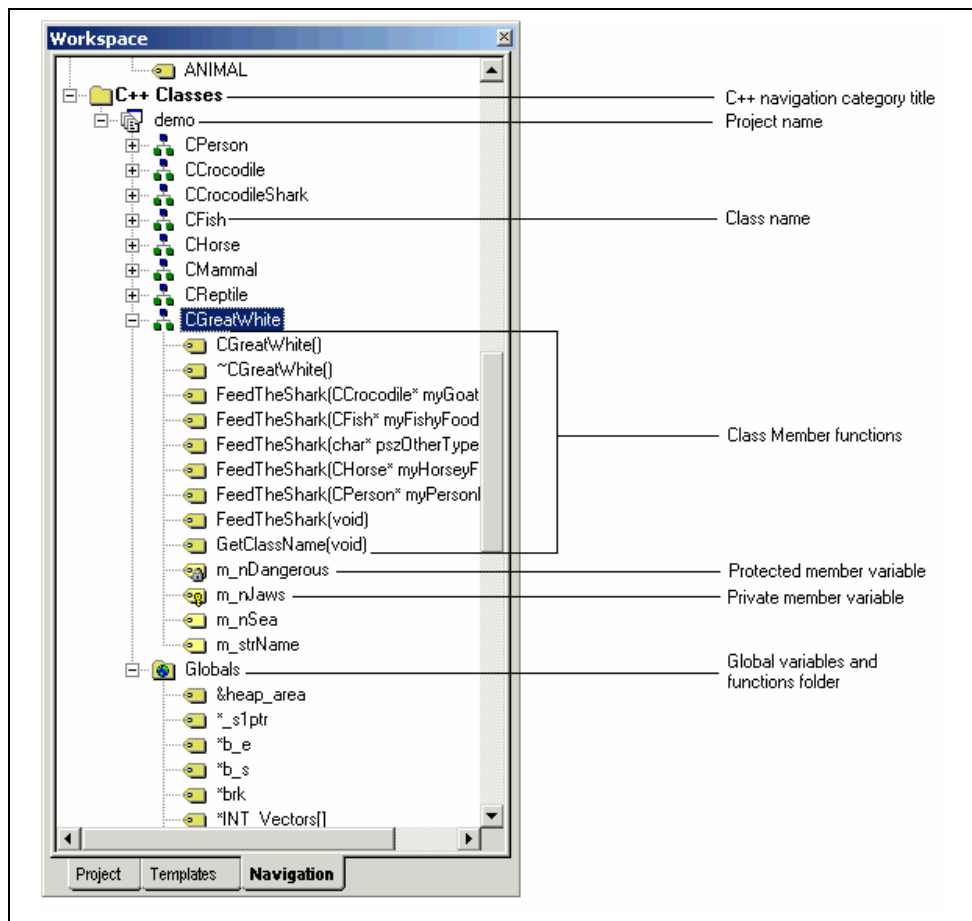 Workspace
ANIMAL
C++ Classes
C++ navigation category title
demo
Project name
CPerson
CCrocodile
CCrocodileShark
CFish
Class name
CHorse
CMammal
CReptile
CGreatWhite
CGreatWhite()
~CGreatWhite()
FeedTheShark(CCrocodile* myGoat
FeedTheShark(CFish* myFishyFood
FeedTheShark(char* pszOtherType
Class Member functions
FeedTheShark(CHorse* myHorseyF
FeedTheShark(CPerson* myPersonl
FeedTheShark(void)
GetClassName(void)
m_nDangerous
Protected member variable
m_nJaws
Private member variable
m_nSea
m_strName
Globals
Global variables and
functions folder
&heap_area
*_s1ptr
*b_e
*b_s
*brk
*INT_Vectors[]
Project
Templates
Navigation